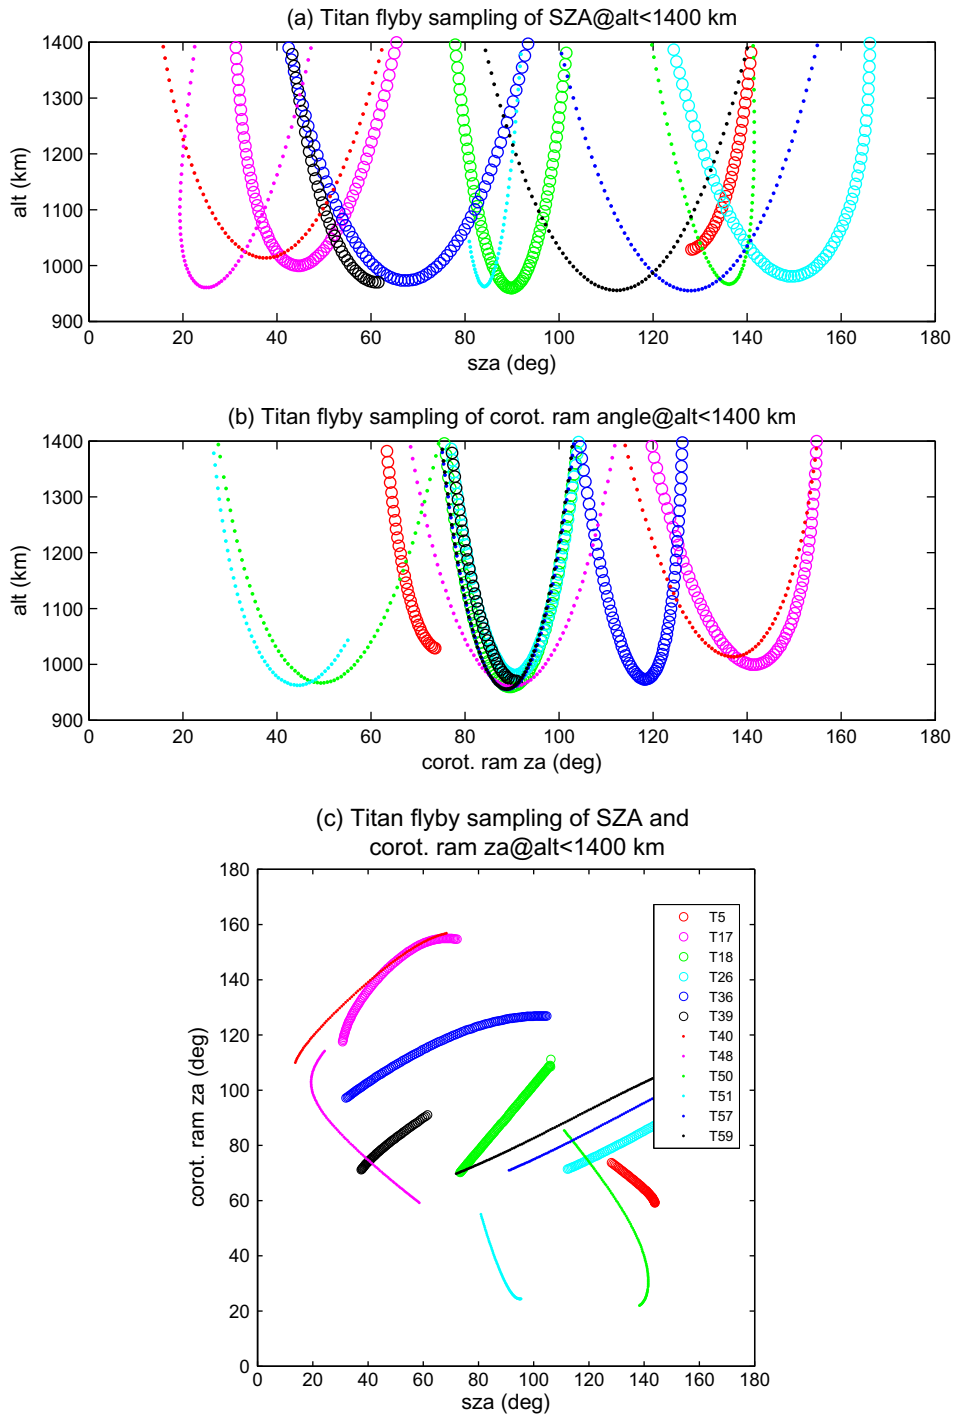 (a) Titan flyby sampling of SZA@alt<1400 km
1400
1300
1200
1100
1000
900
alt (km)
0 20 40 60 80 100 120 140 160 180
sza (deg)
(b) Titan flyby sampling of corot. ram angle@alt<1400 km
1400
1300
1200
1100
1000
900
alt (km)
0 20 40 60 80 100 120 140 160 180
corot. ram za (deg)
(c) Titan flyby sampling of SZA and
corot. ram za@alt<1400 km
180
160
140
120
100
80
60
40
20
0
corot. ram za (deg)
T5
T17
T18
T26
T36
T39
T40
T48
T50
T51
T57
T59
0 20 40 60 80 100 120 140 160 180
sza (deg)